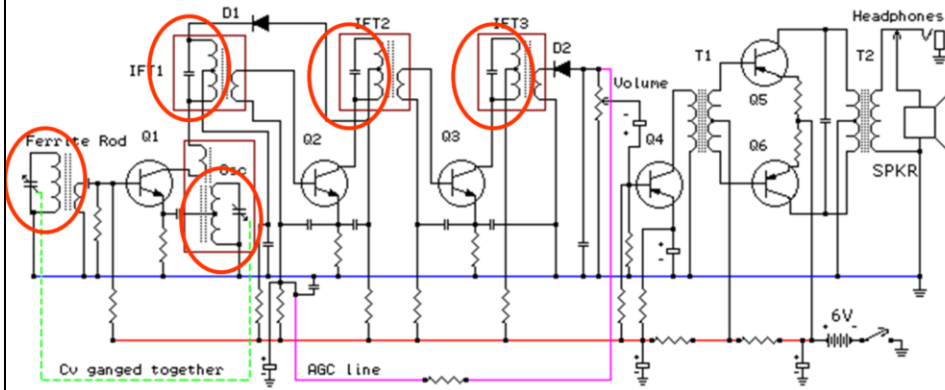 D1
IFT2
IFT3
Headphones
D2
T1
T2
IFT1
Volume
Q5
Q1
Q2
Q3
Q4
Ferrite Rod
Osc
Q6
SPKR
6V
+ -
Cv ganged together
AGC line